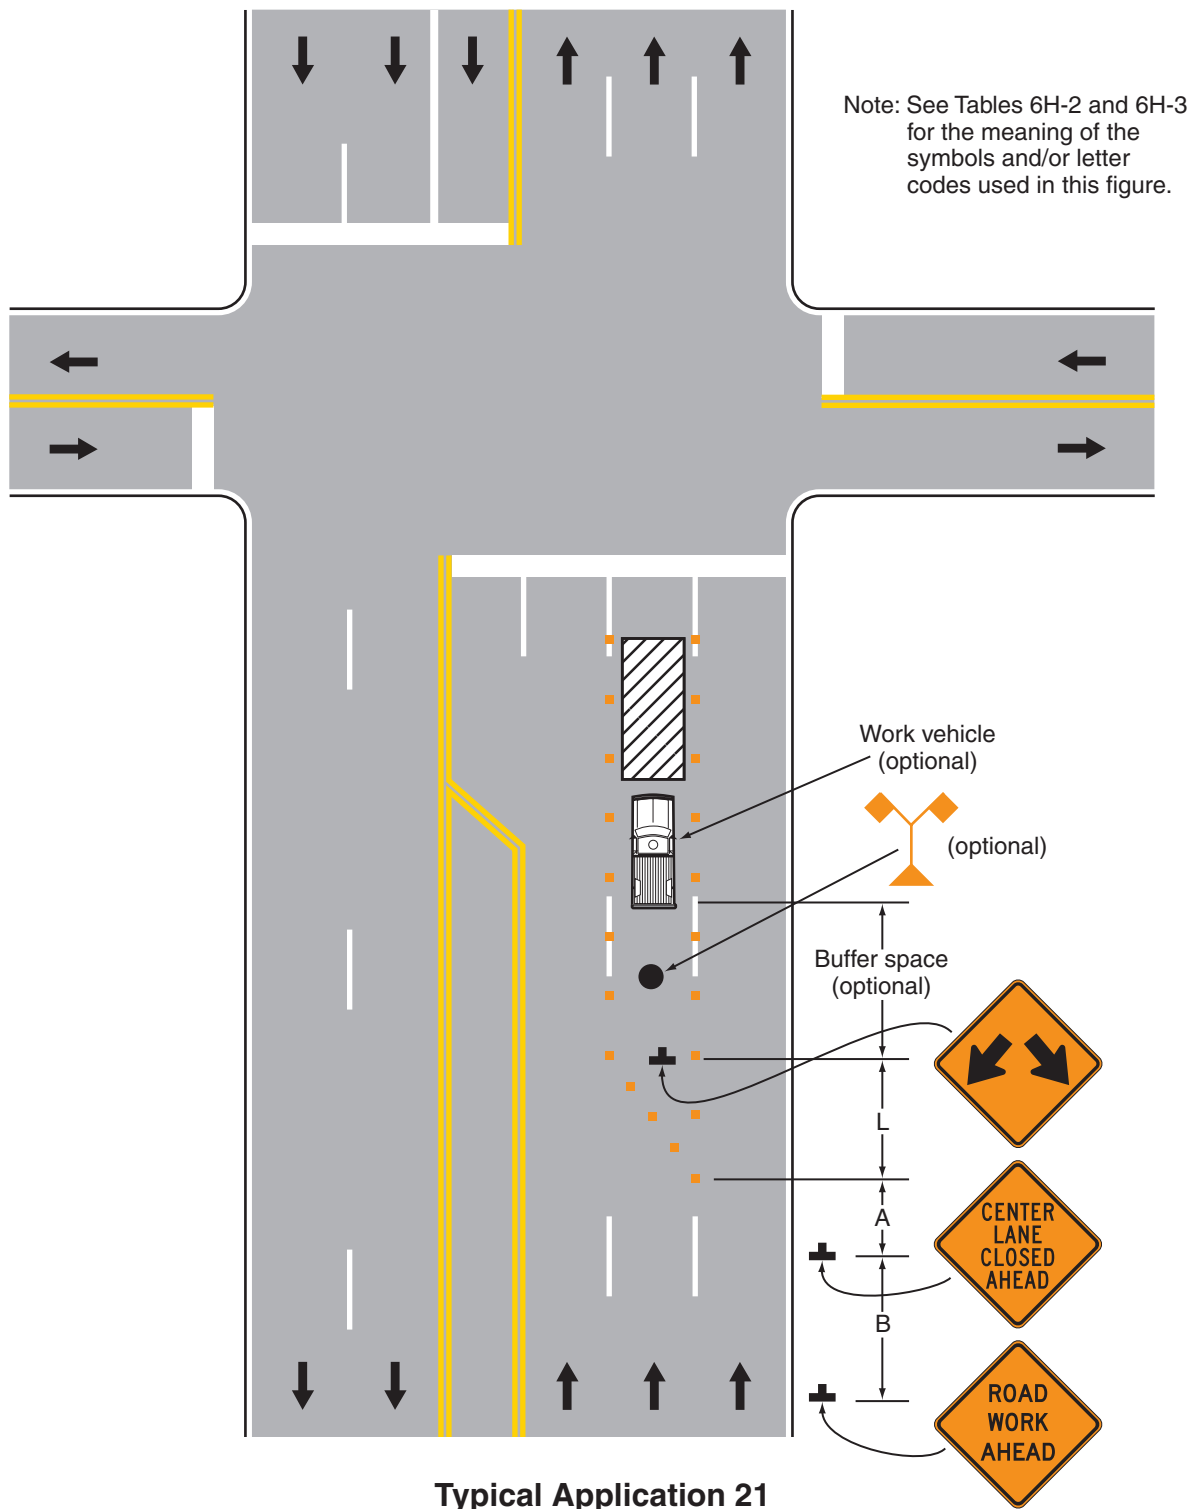 Note: See Tables 6H-2 and 6H-3
for the meaning of the
symbols and/or letter
codes used in this figure.
Work vehicle
(optional)
(optional)
Buffer space
(optional)
L
A
CENTER
LANE
CLOSED
AHEAD
B
ROAD
WORK
AHEAD
Typical Application 21